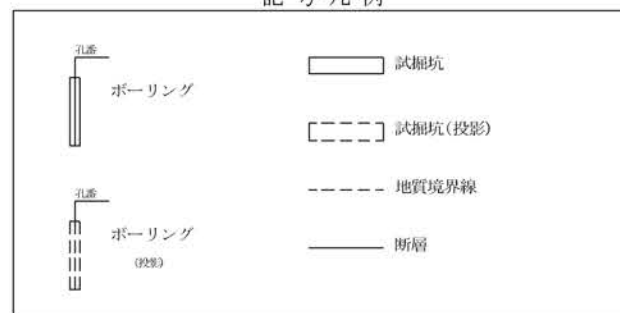 記号凡例
孔番
ボーリング
孔番
ボーリング
(投影)
試掘坑
試掘坑(投影)
地質境界線
断層